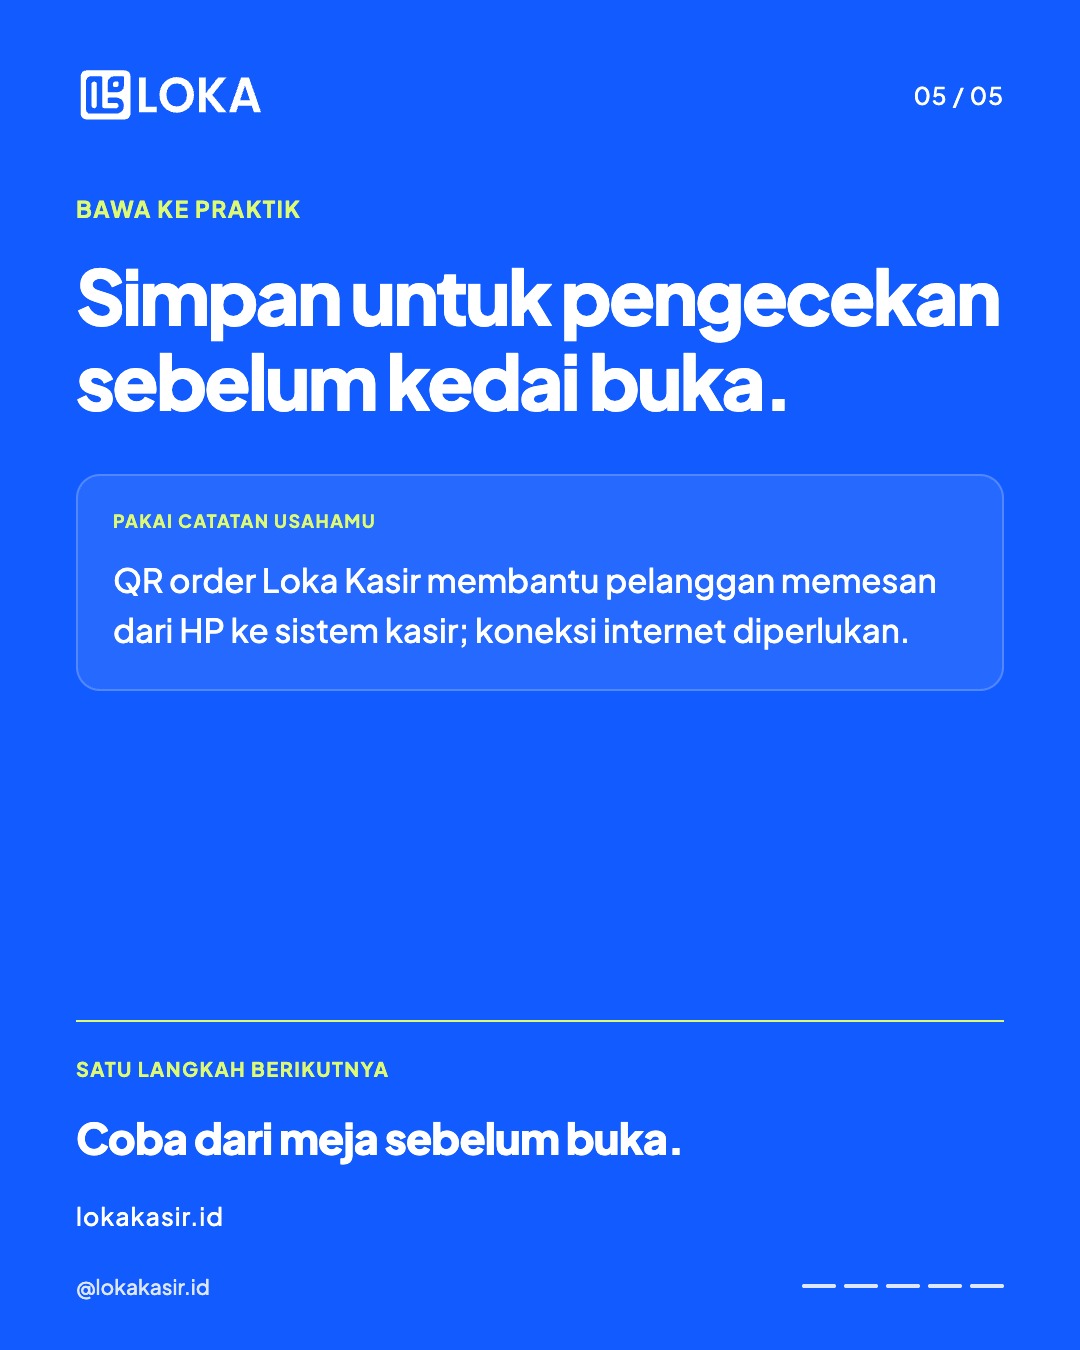 LOKA
05 / 05
BAWA KE PRAKTIK
Simpan untuk pengecekan
sebelum kedai buka.
PAKAI CATATAN USAHAMU
QR order Loka Kasir membantu pelanggan memesan
dari HP ke sistem kasir; koneksi internet diperlukan.
SATU LANGKAH BERIKUTNYA
Coba dari meja sebelum buka.
lokakasir.id
@lokakasir.id